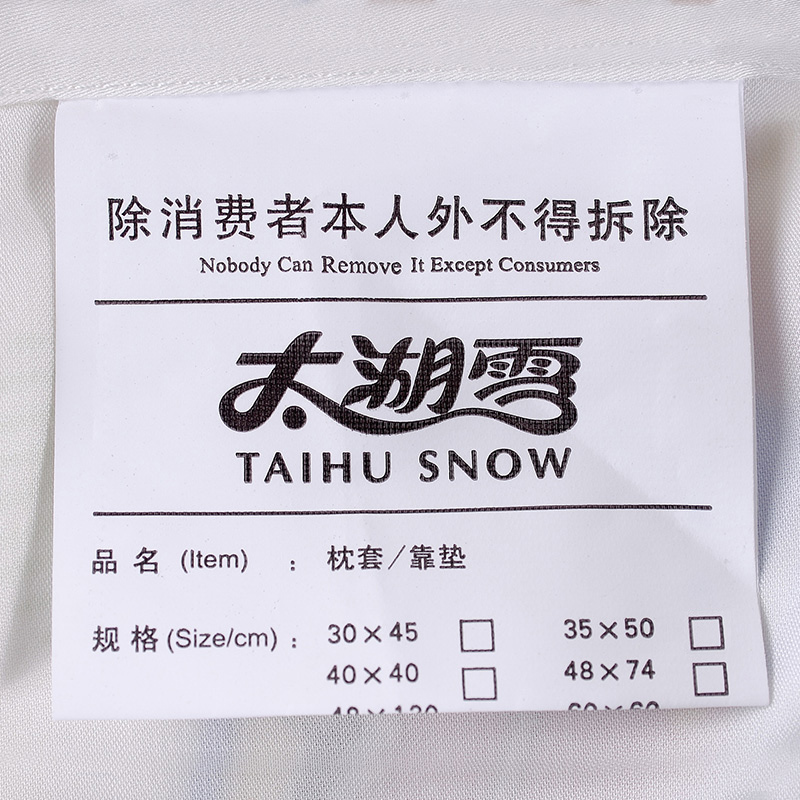 除消费者本人外不得拆除
Nobody Can Remove It Except Consumers
太湖雪
TAIHU SNOW
品 名 (Item) : 枕套/靠垫
规 格 (Size/cm) : 30×45 □ 35×50 □
40×40 □ 48×74 □